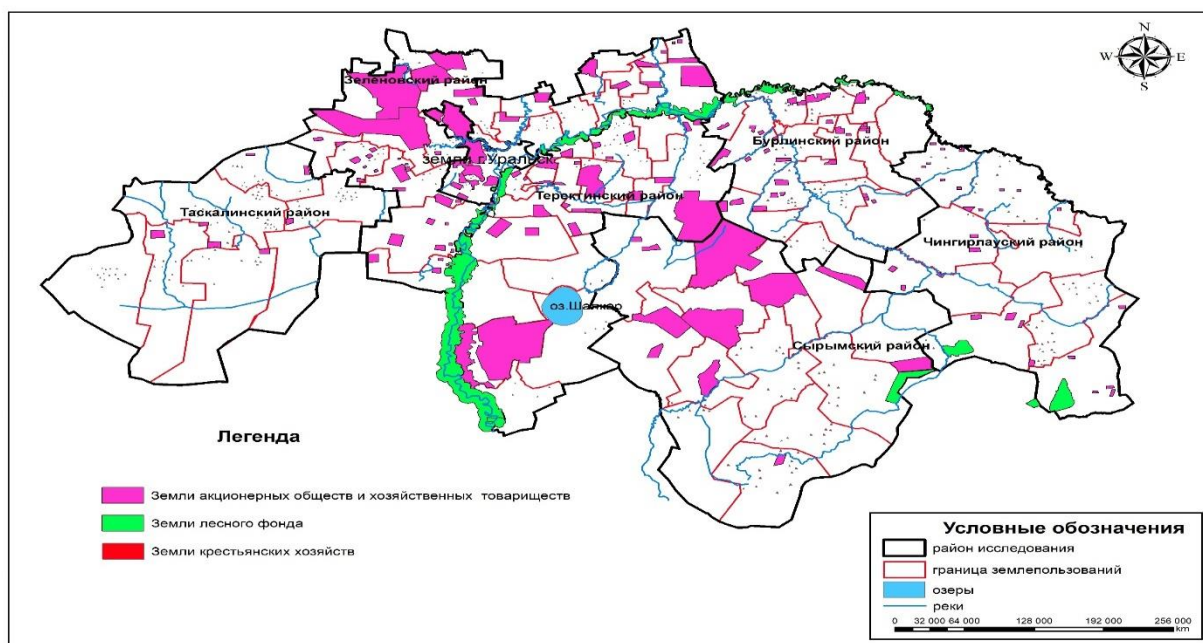 N
W E
S
Зеленовский район
земли г.Уральск
Бурлинский район
Теректинский район
Таскалинский район
Чингирлауский район
оз.Шалкар
Сырымский район
Легенда
Земли акционерных обществ и хозяйственных товариществ
Земли лесного фонда
Земли крестьянских хозяйств
Условные обозначения
район исследования
граница землепользований
озеры
реки
0 32 000 64 000 128 000 192 000 256 000
km